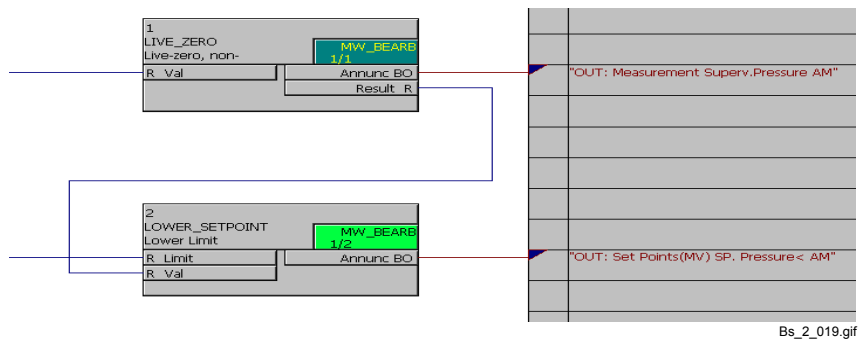 1
LIVE_ZERO
Live-zero, non-
MW_BEARB
1/1
R Val
Annunc BO
Result R
"OUT: Measurement Superv.Pressure AM"
2
LOWER_SETPOINT
Lower Limit
MW_BEARB
1/2
R Limit
Annunc BO
R Val
"OUT: Set Points(MV) SP. Pressure< AM"
Bs_2_019.gif